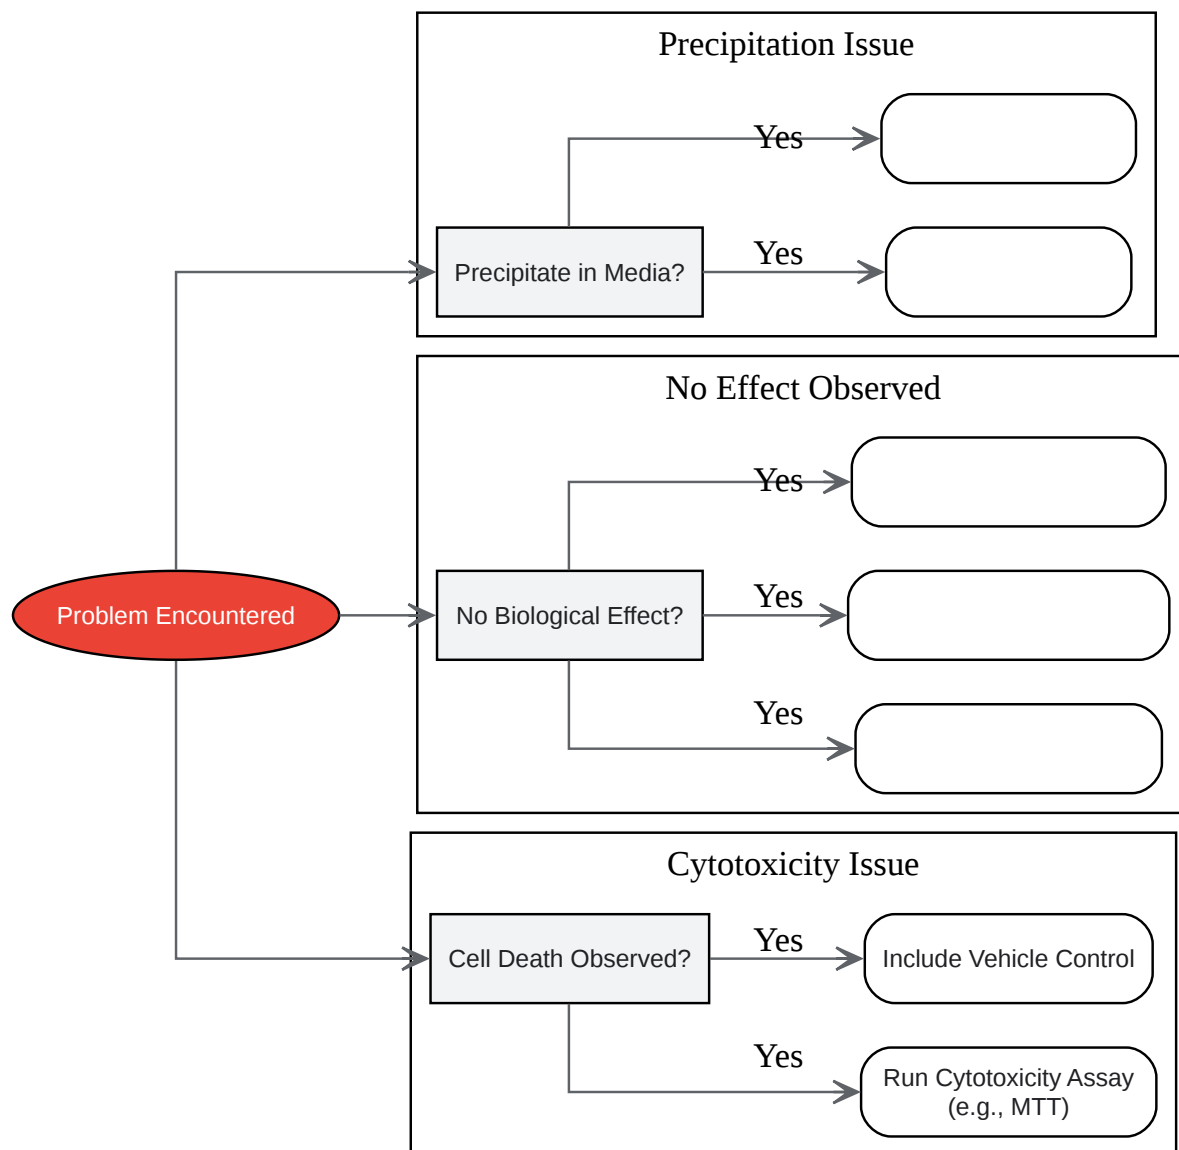 Precipitation Issue
Yes
Precipitate in Media?
Yes
No Effect Observed
Yes
Problem Encountered
No Biological Effect?
Yes
Yes
Cytotoxicity Issue
Cell Death Observed?
Yes
Include Vehicle Control
Yes
Run Cytotoxicity Assay
(e.g., MTT)